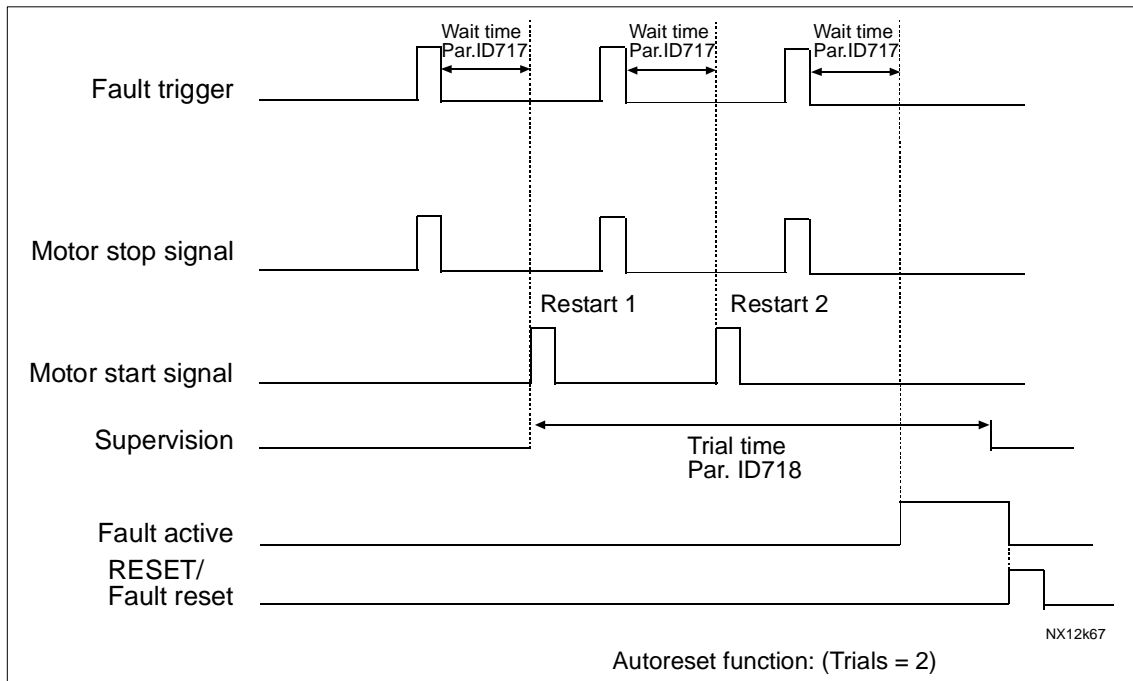 Wait time
Par.ID717
Wait time
Par.ID717
Wait time
Par.ID717
Fault trigger
Motor stop signal
Restart 1
Restart 2
Motor start signal
Supervision
Trial time
Par. ID718
Fault active
RESET/
Fault reset
NX12k67
Autoreset function: (Trials = 2)